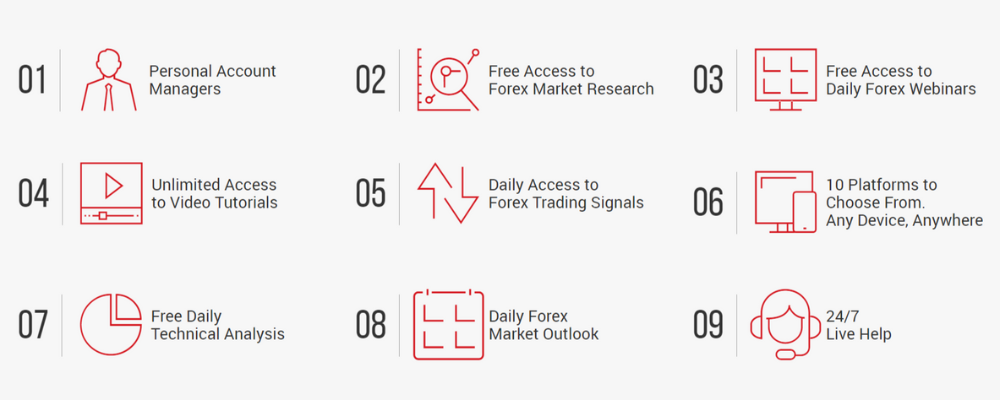 01
Personal Account
Managers
02
Free Access to
Forex Market Research
03
Free Access to
Daily Forex Webinars
04
Unlimited Access
to Video Tutorials
05
Daily Access to
Forex Trading Signals
06
10 Platforms to
Choose From.
Any Device, Anywhere
07
Free Daily
Technical Analysis
08
Daily Forex
Market Outlook
09
24/7
Live Help